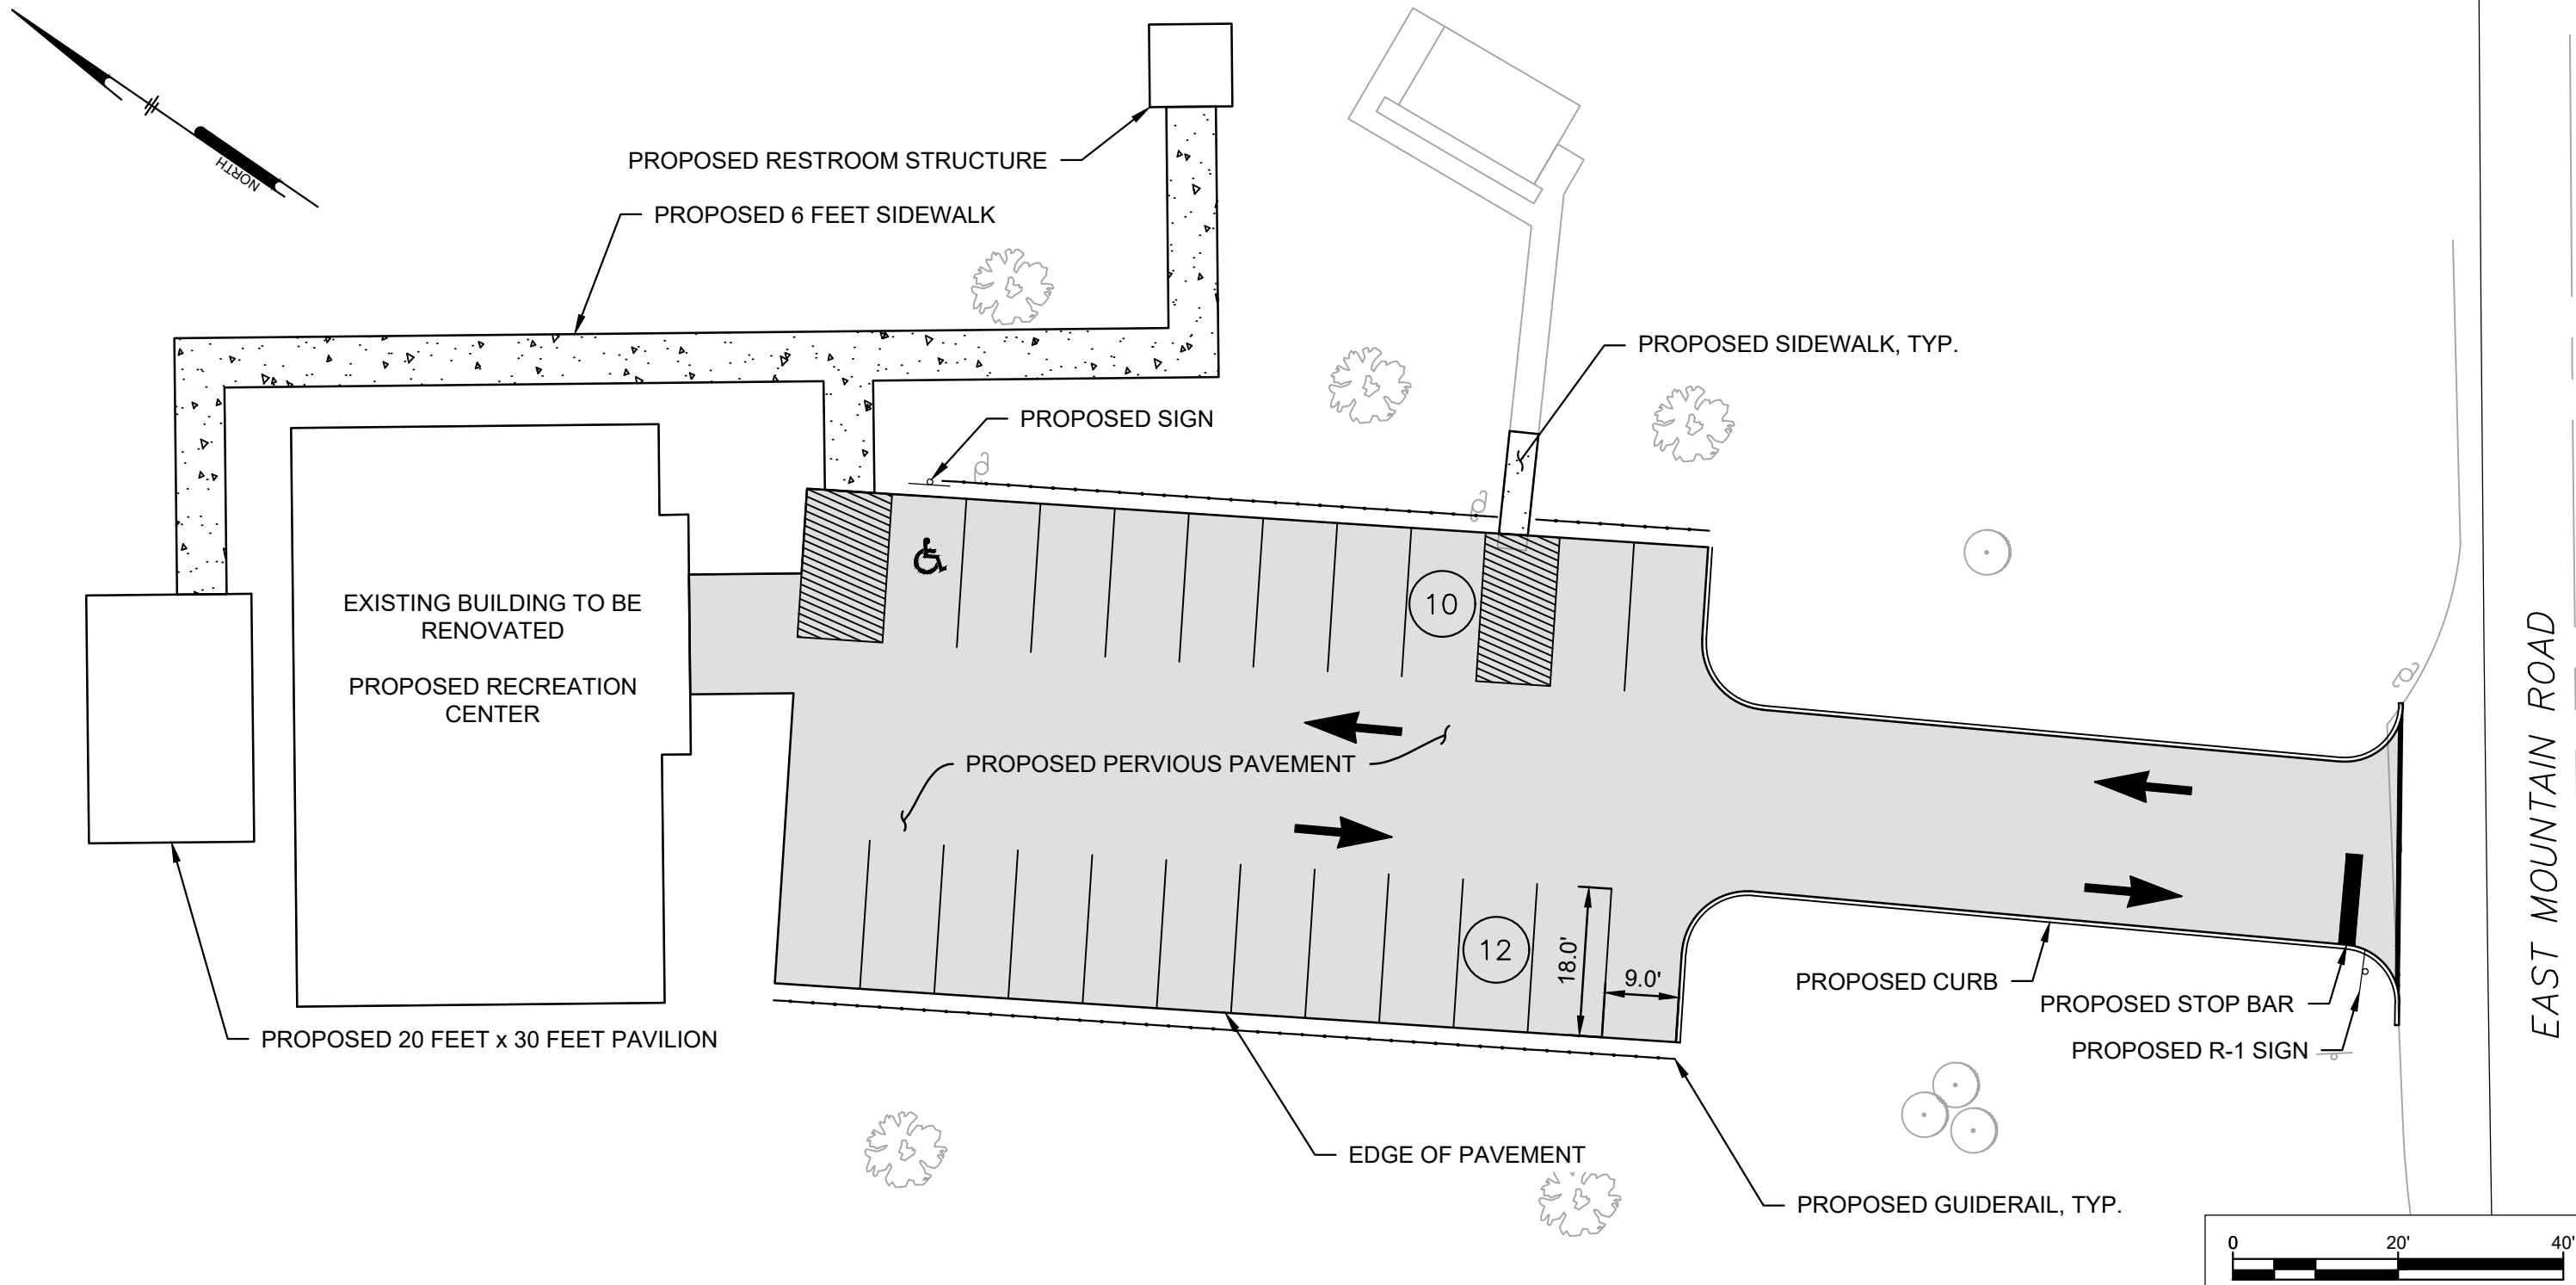 NORTH
PROPOSED RESTROOM STRUCTURE
PROPOSED 6 FEET SIDEWALK
PROPOSED SIDEWALK, TYP.
PROPOSED SIGN
EXISTING BUILDING TO BE
RENOVATED
PROPOSED RECREATION
CENTER
10
PROPOSED PERVIOUS PAVEMENT
12
18.0'
9.0'
PROPOSED CURB
PROPOSED STOP BAR
PROPOSED R-1 SIGN
PROPOSED 20 FEET x 30 FEET PAVILION
EDGE OF PAVEMENT
PROPOSED GUIDERAIL, TYP.
EAST MOUNTAIN ROAD
0 20' 40'